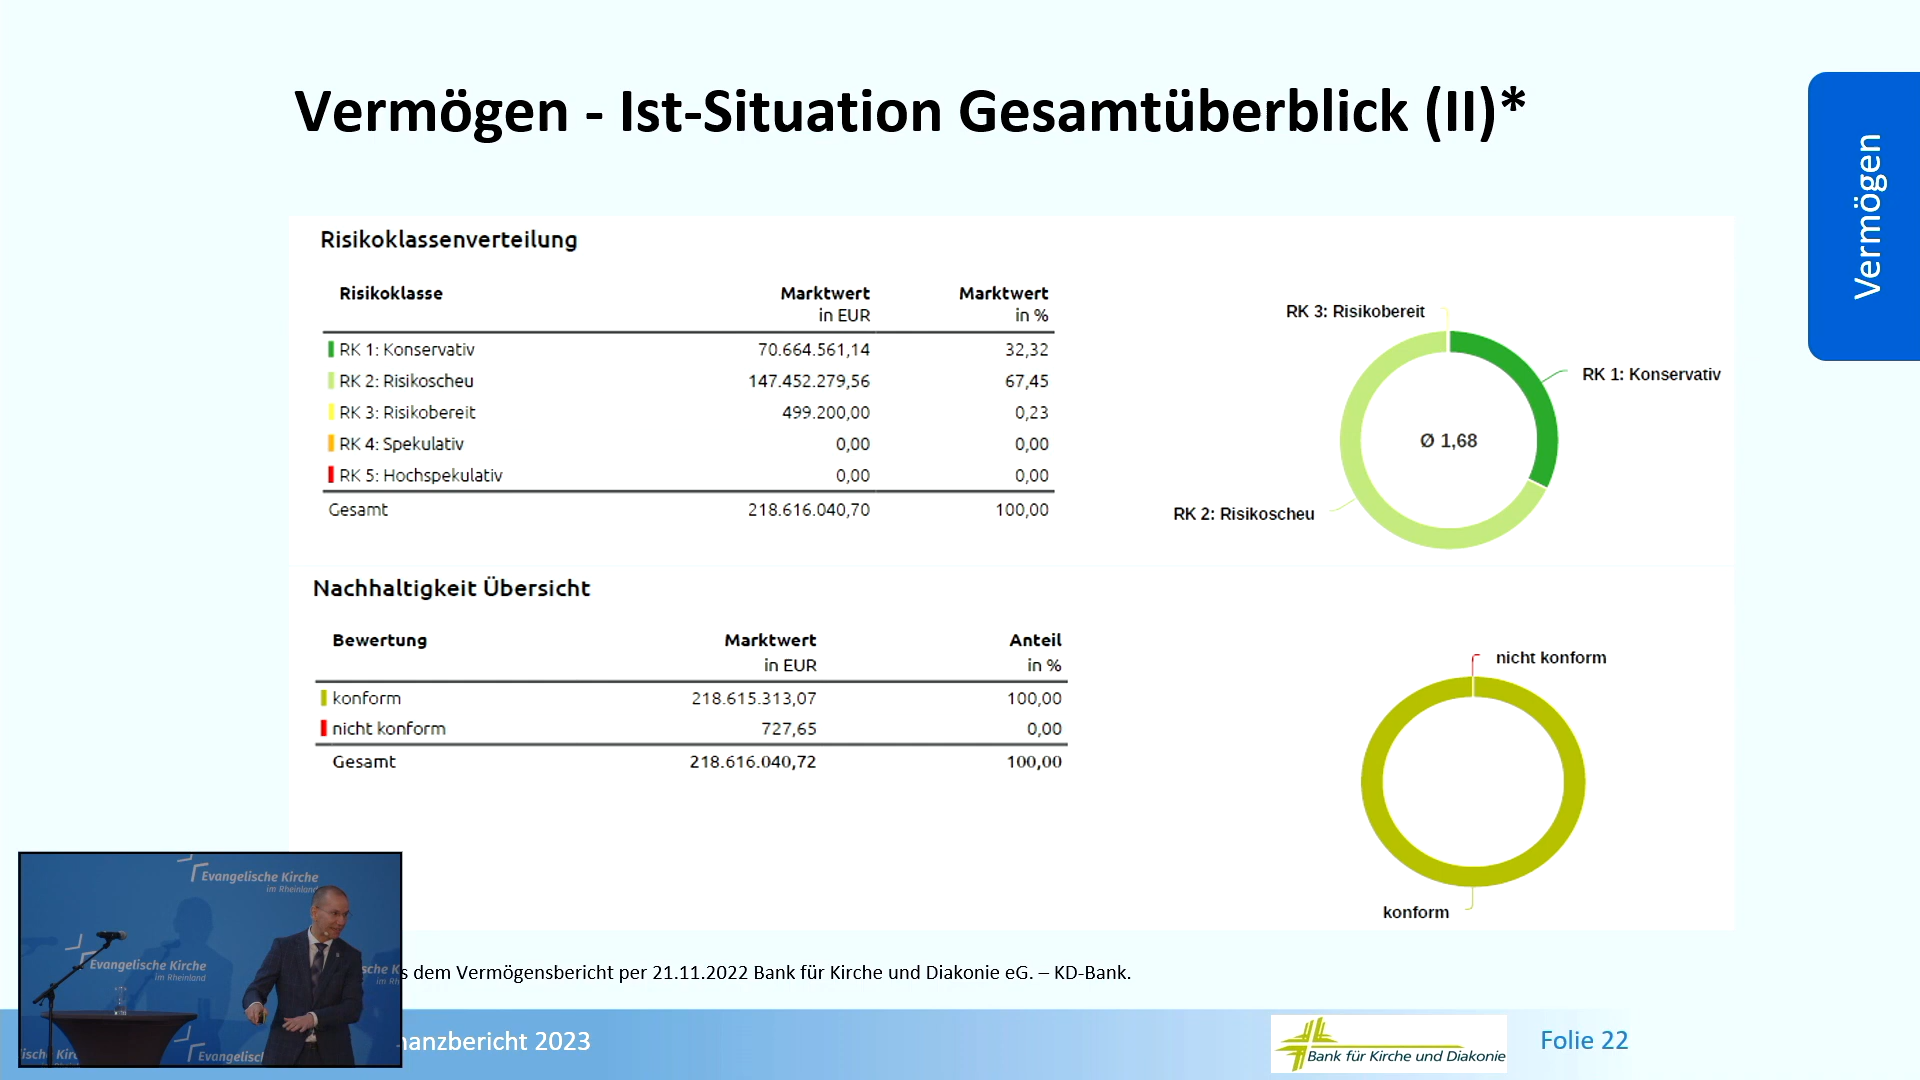 Vermögen - Ist-Situation Gesamtüberblick (II)*
Vermögen
Risikoklassenverteilung
Risikoklasse Marktwert Marktwert
in EUR in %
RK 1: Konservativ 70.664.561,14 32,32
RK 2: Risikoscheu 147.452.279,56 67,45
RK 3: Risikobereit 499.200,00 0,23
RK 4: Spekulativ 0,00 0,00
RK 5: Hochspekulativ 0,00 0,00
Gesamt 218.616.040,70 100,00
RK 3: Risikobereit
RK 1: Konservativ
Ø 1,68
RK 2: Risikoscheu
Nachhaltigkeit Übersicht
Bewertung Marktwert Anteil
in EUR in %
konform 218.615.313,07 100,00
nicht konform 727,65 0,00
Gesamt 218.616.040,72 100,00
nicht konform
konform
Evangelische Kirche
im Rheinland
Evangelische Kirche
im Rheinland
dem Vermögensbericht per 21.11.2022 Bank für Kirche und Diakonie eG. – KD-Bank.
2023
Bank für Kirche und Diakonie
Folie 22